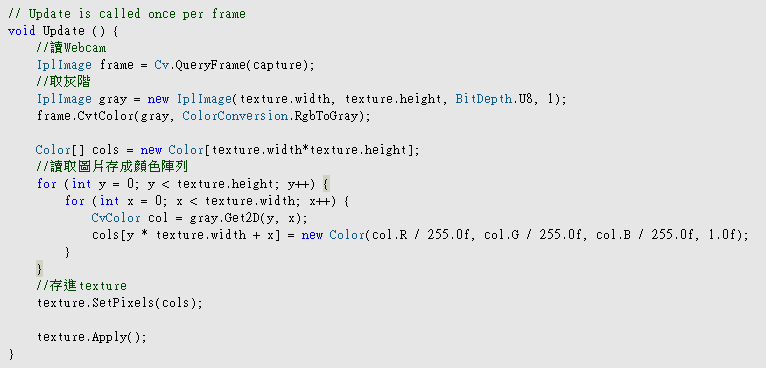 // Update is called once per frame
void Update () {
    //讀Webcam
    IplImage frame = Cv.QueryFrame(capture);
    //取灰階
    IplImage gray = new IplImage(texture.width, texture.height, BitDepth.U8, 1);
    frame.CvtColor(gray, ColorConversion.RgbToGray);

    Color[] cols = new Color[texture.width*texture.height];
    //讀取圖片存成顏色陣列
    for (int y = 0; y < texture.height; y++) {
        for (int x = 0; x < texture.width; x++) {
            CvColor col = gray.Get2D(y, x);
            cols[y * texture.width + x] = new Color(col.R / 255.0f, col.G / 255.0f, col.B / 255.0f, 1.0f);
        }
    }
    //存進texture
    texture.SetPixels(cols);

    texture.Apply();
}